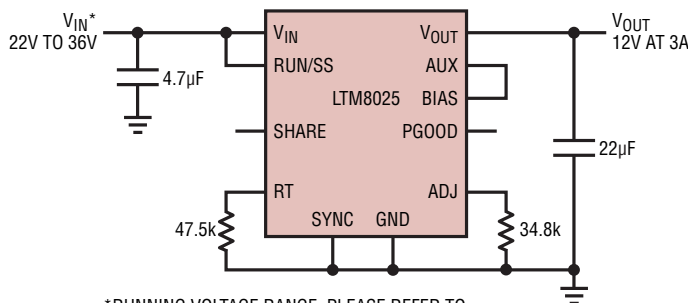 VIN*
22V TO 36V
4.7µF
VIN
RUN/SS
SHARE
RT
47.5k
SYNC
GND
LTM8025
VOUT
AUX
BIAS
PGOOD
ADJ
34.8k
VOUT
12V AT 3A
22µF
*RUNNING VOLTAGE RANGE. PLEASE REFER TO